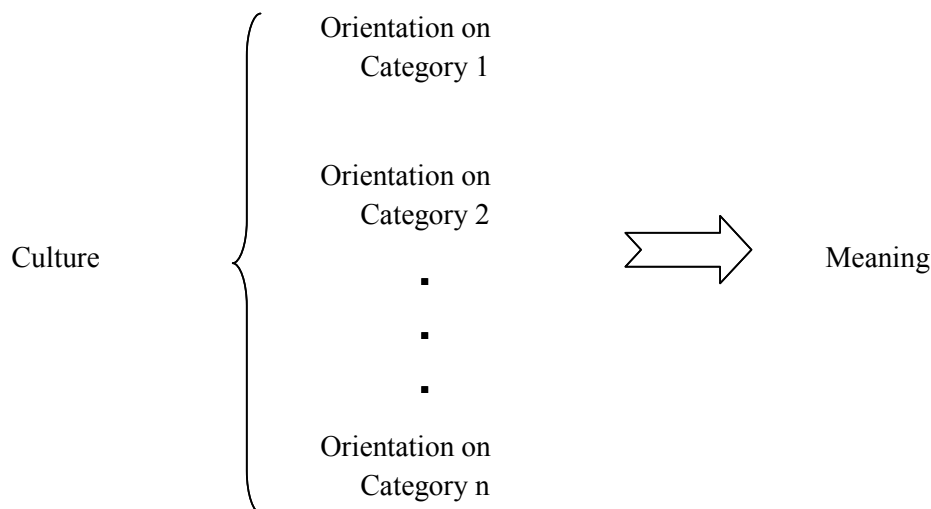 Orientation on
Category 1
Orientation on
Category 2
Culture
Meaning
Orientation on
Category n